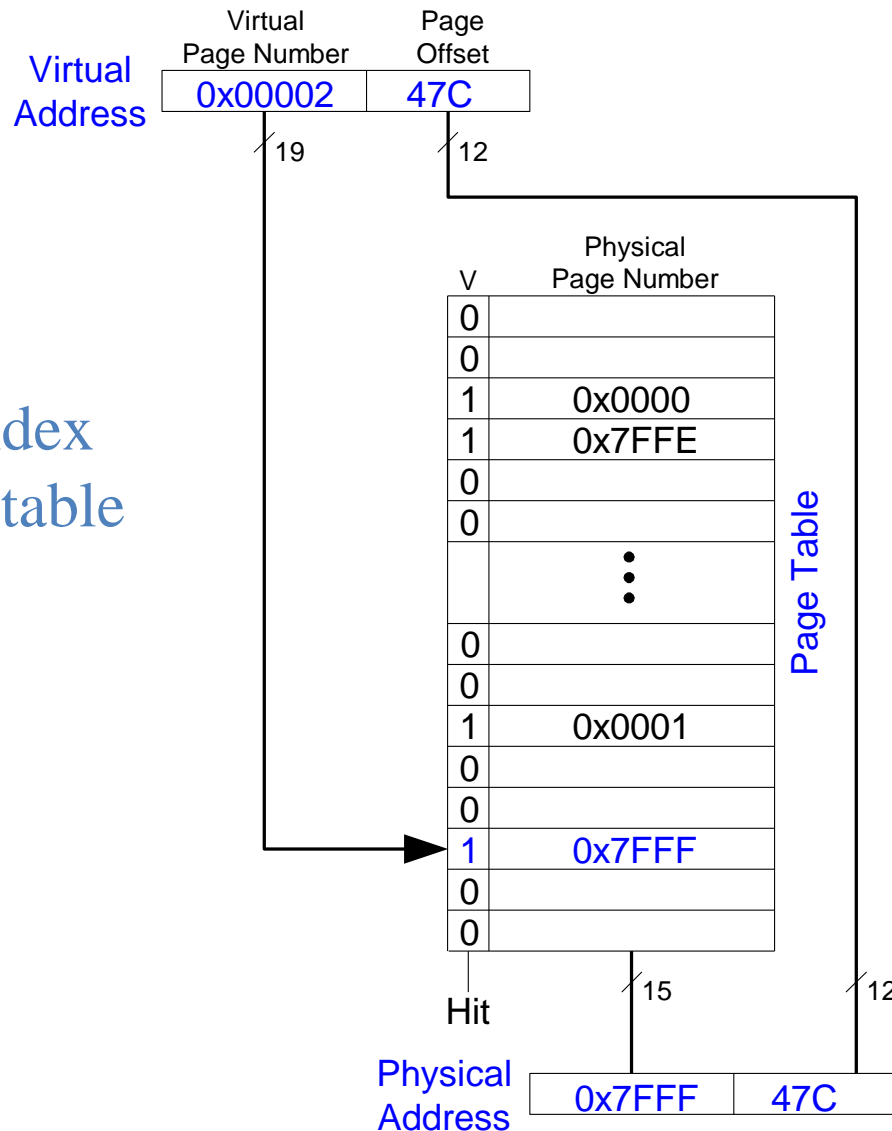 Virtual
Page Number
Page
Offset
Virtual
Address
0x00002
47C
19
12
dex
table
V
Physical
Page Number
0
0
1 0x0000
1 0x7FFE
0
0
0
0
1 0x0001
0
0
1 0x7FFF
0
0
Page Table
Hit
15
12
Physical
Address
0x7FFF
47C